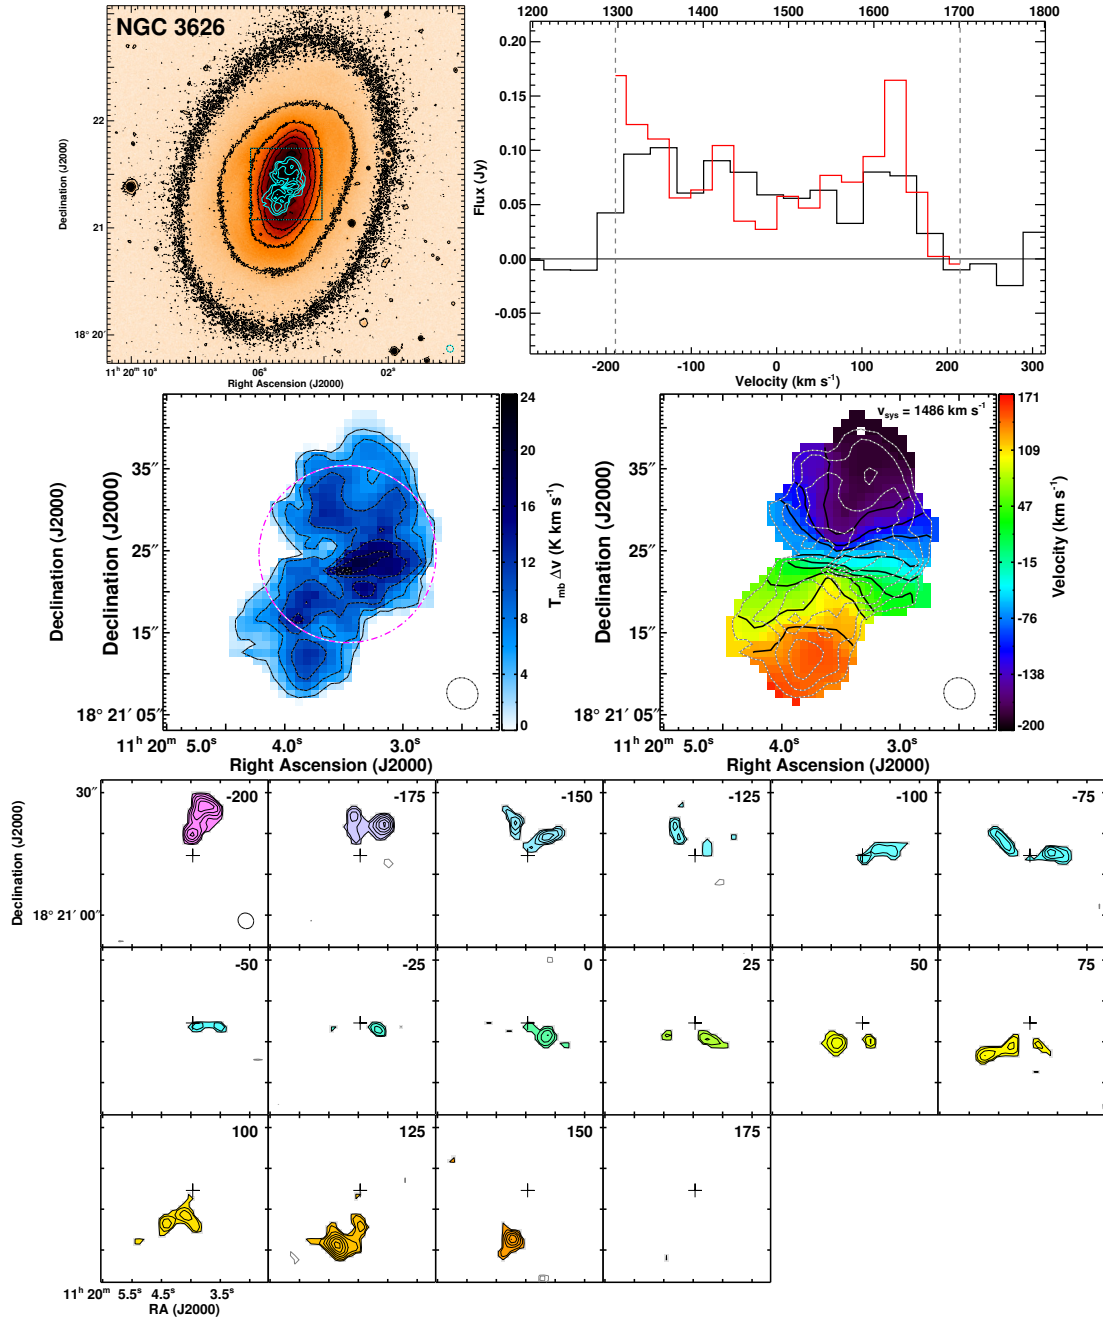 NGC 3626
Declination (J2000)
22
21
18° 20′
11ʰ 20ᵐ 10ˢ
06ˢ
02ˢ
Right Ascension (J2000)
1200 1300 1400 1500 1600 1700 1800
Flux (Jy)
0.20
0.15
0.10
0.05
0.00
-0.05
-200 -100 0 100 200 300
Velocity (km s⁻¹)
Declination (J2000)
Declination (J2000)
35″
25″
15″
18° 21′ 05″
11ʰ 20ᵐ 5.0ˢ 4.0ˢ 3.0ˢ
Right Ascension (J2000)
24
20
16
12
8
4
0
Tmb Δv (K km s⁻¹)
vsys = 1486 km s⁻¹
Declination (J2000)
35″
25″
15″
18° 21′ 05″
11ʰ 20ᵐ 5.0ˢ 4.0ˢ 3.0ˢ
Right Ascension (J2000)
171
109
47
-15
-76
-138
-200
Velocity (km s⁻¹)
Declination (J2000)
30″
18° 21′ 00″
-200 -175 -150 -125 -100 -75
-50 -25 0 25 50 75
100 125 150 175
11ʰ 20ᵐ 5.5ˢ 4.5ˢ 3.5ˢ
RA (J2000)